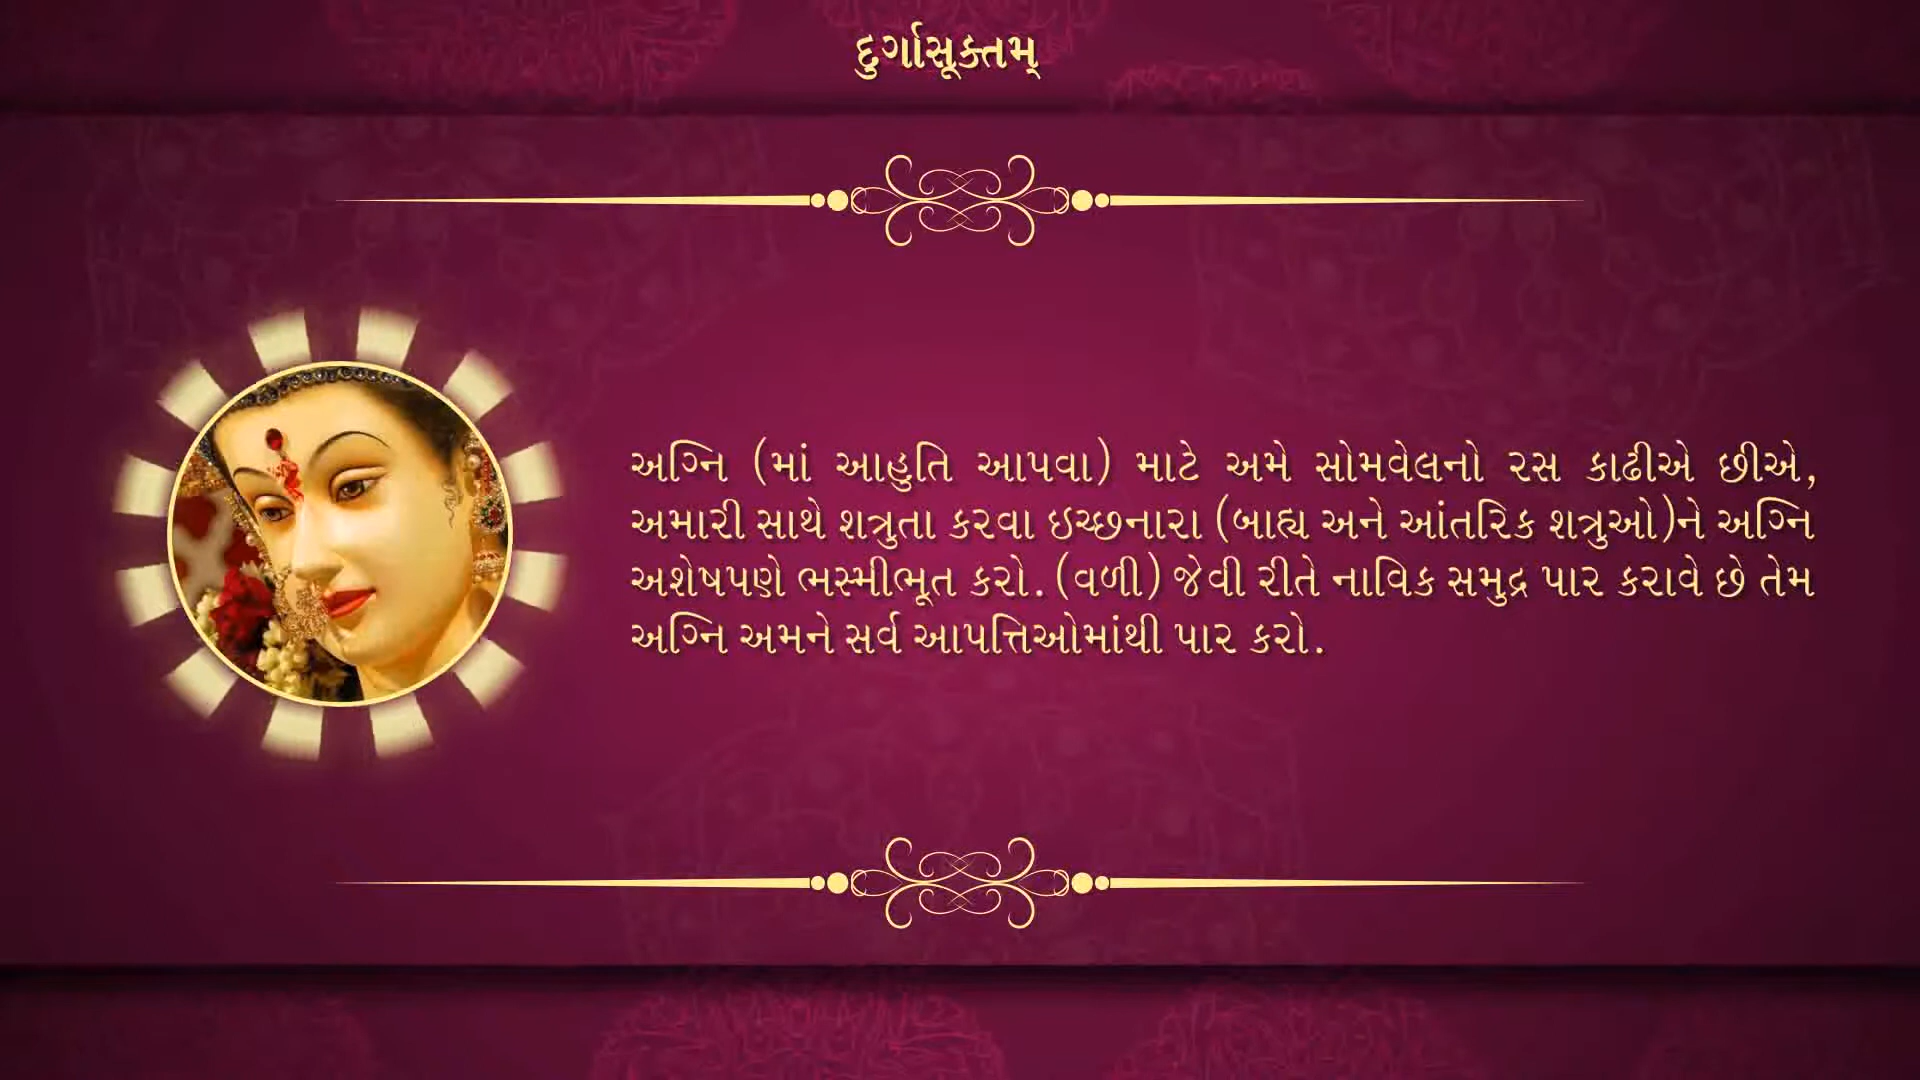 દુર્ગાસૂક્તમ્
અગ્નિ (માં આહુતિ આપવા) માટે અમે સોમવેલનો રસ કાઢીએ છીએ,
અમારી સાથે શત્રુતા કરવા ઇચ્છનારા (બાહ્ય અને આંતરિક શત્રુઓ)ને અગ્નિ
અશેષપણે ભસ્મીભૂત કરો. (વળી) જેવી રીતે નાવિક સમુદ્ર પાર કરાવે છે તેમ
અગ્નિ અમને સર્વ આપત્તિઓમાંથી પાર કરો.